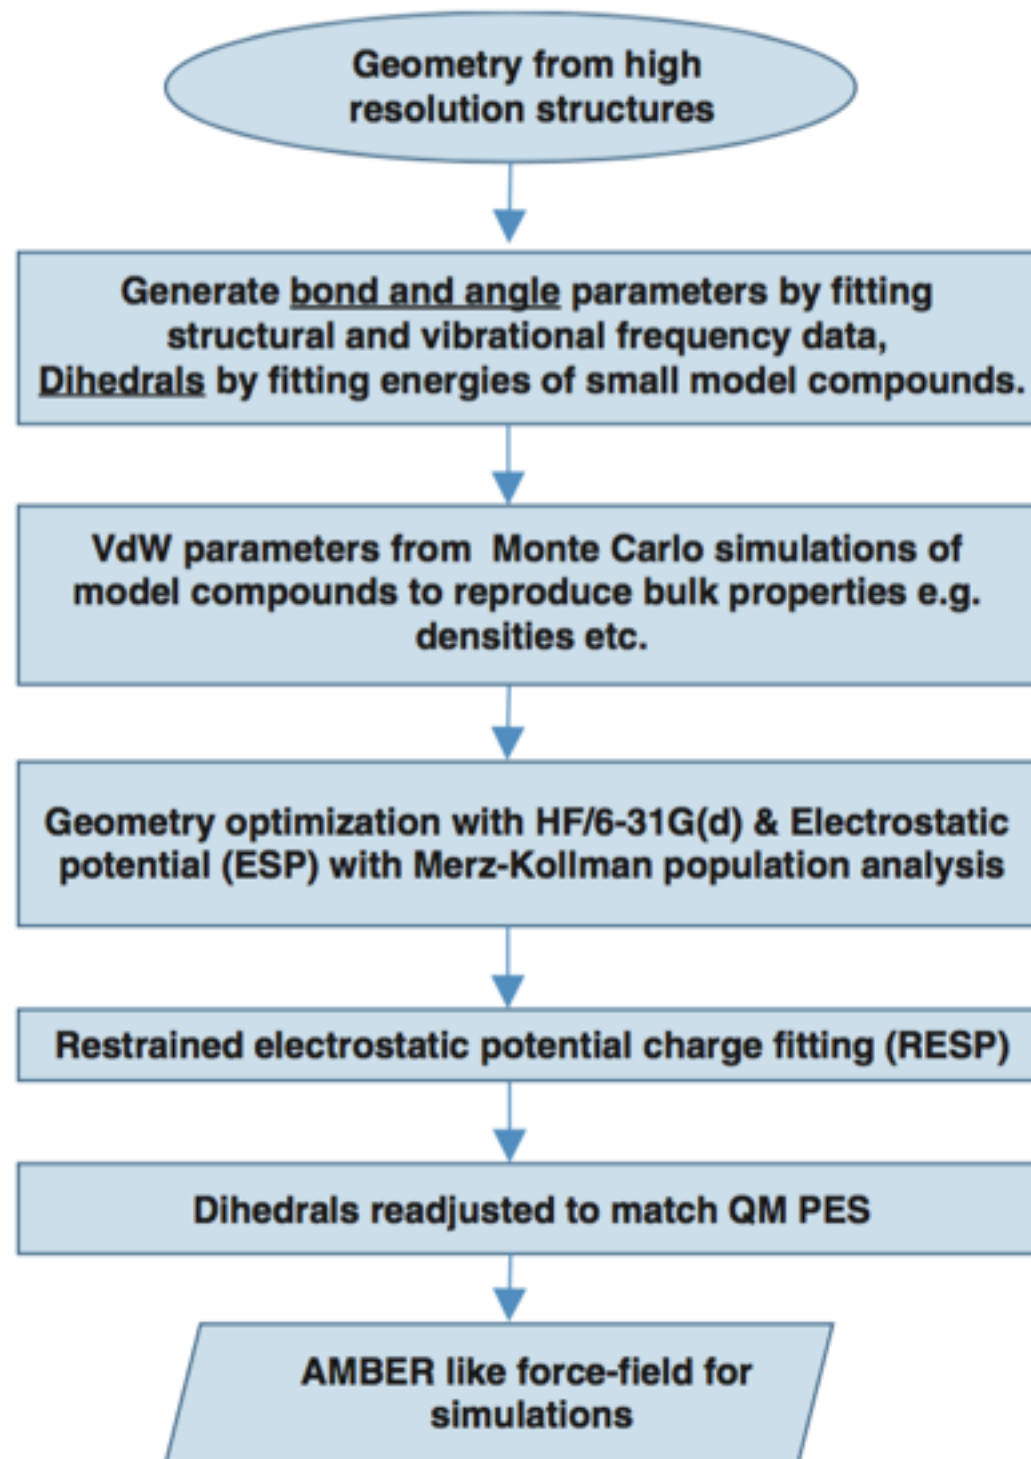 Geometry from high
resolution structures
Generate bond and angle parameters by fitting
structural and vibrational frequency data,
Dihedrals by fitting energies of small model compounds.
VdW parameters from  Monte Carlo simulations of
model compounds to reproduce bulk properties e.g.
densities etc.
Geometry optimization with HF/6-31G(d) & Electrostatic
potential (ESP) with Merz-Kollman population analysis
Restrained electrostatic potential charge fitting (RESP)
Dihedrals readjusted to match QM PES
AMBER like force-field for
simulations